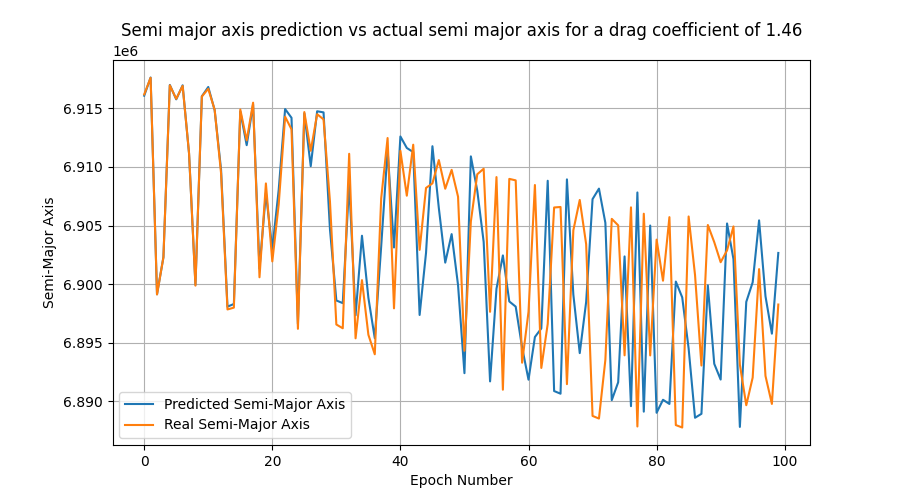 Semi major axis prediction vs actual semi major axis for a drag coefficient of 1.46
1e6
6.915
6.910
6.905
6.900
6.895
6.890
Semi-Major Axis
Predicted Semi-Major Axis
Real Semi-Major Axis
0 20 40 60 80 100
Epoch Number